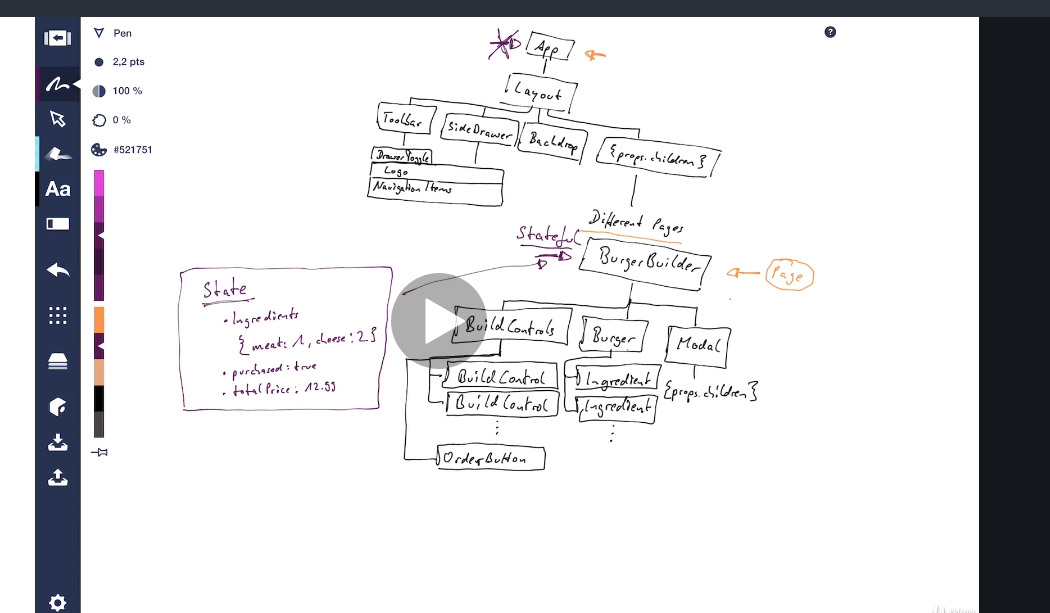 Pen
2,2 pts
100 %
0 %
#521751
Aa
?
App
Layout
Toolbar
SideDrawer
Backdrop
{props.children}
DrawerToggle
Logo
Navigation Items
Different Pages
Stateful
BurgerBuilder
Page
State
• Ingredients
{meat: 1, cheese: 2}
• purchased: true
• totalPrice: 12.99
BuildControls
Burger
Modal
BuildControl
Ingredient
{props.children}
BuildControl
Ingredient
OrderButton